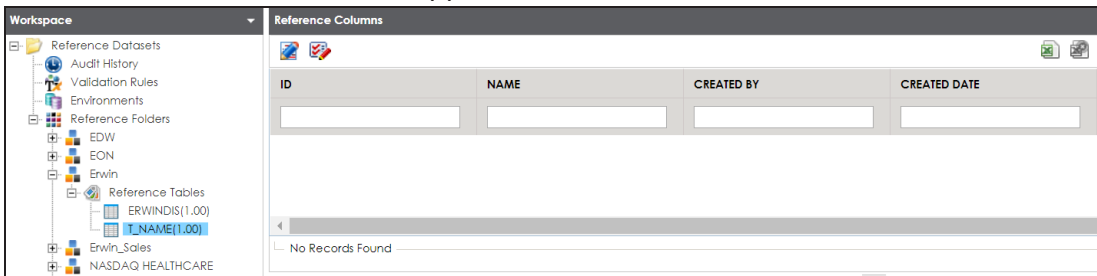 Workspace
Reference Datasets
Audit History
Validation Rules
Environments
Reference Folders
EDW
EON
Erwin
Reference Tables
ERWINDIS(1.00)
T_NAME(1.00)
Erwin_Sales
NASDAQ HEALTHCARE
Reference Columns
ID NAME CREATED BY CREATED DATE
No Records Found